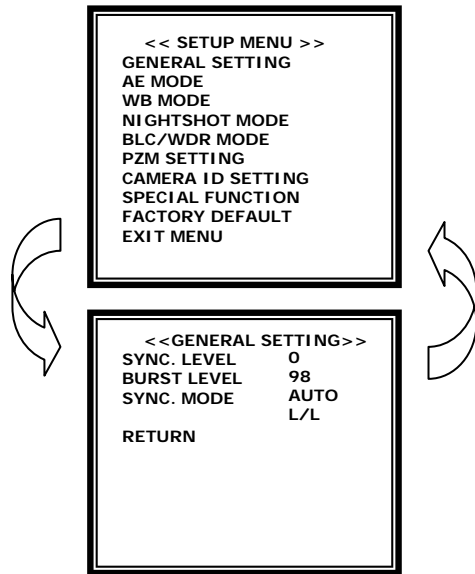 << SETUP MENU >>
GENERAL SETTING
AE MODE
WB MODE
NIGHTSHOT MODE
BLC/WDR MODE
PZM SETTING
CAMERA ID SETTING
SPECIAL FUNCTION
FACTORY DEFAULT
EXIT MENU
<<GENERAL SETTING>>
SYNC. LEVEL 0
BURST LEVEL 98
SYNC. MODE AUTO
L/L
RETURN